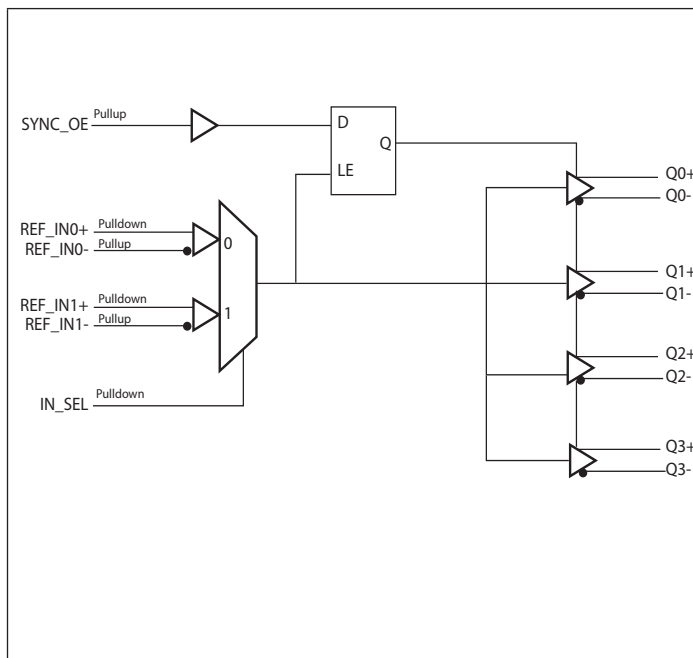 SYNC_OE Pullup
D
Q
LE
REF_IN0+ Pulldown
REF_IN0- Pullup
0
REF_IN1+ Pulldown
REF_IN1- Pullup
1
IN_SEL Pulldown
Q0+
Q0-
Q1+
Q1-
Q2+
Q2-
Q3+
Q3-